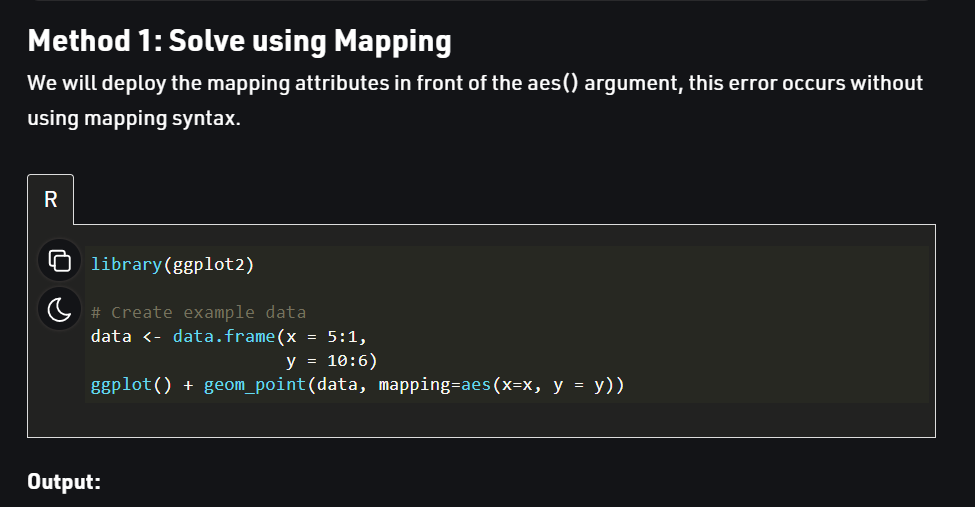 Method 1: Solve using Mapping
We will deploy the mapping attributes in front of the aes() argument, this error occurs without
using mapping syntax.
R
library(ggplot2)
# Create example data
data <- data.frame(x = 5:1,
                   y = 10:6)
ggplot() + geom_point(data, mapping=aes(x=x, y = y))
Output: